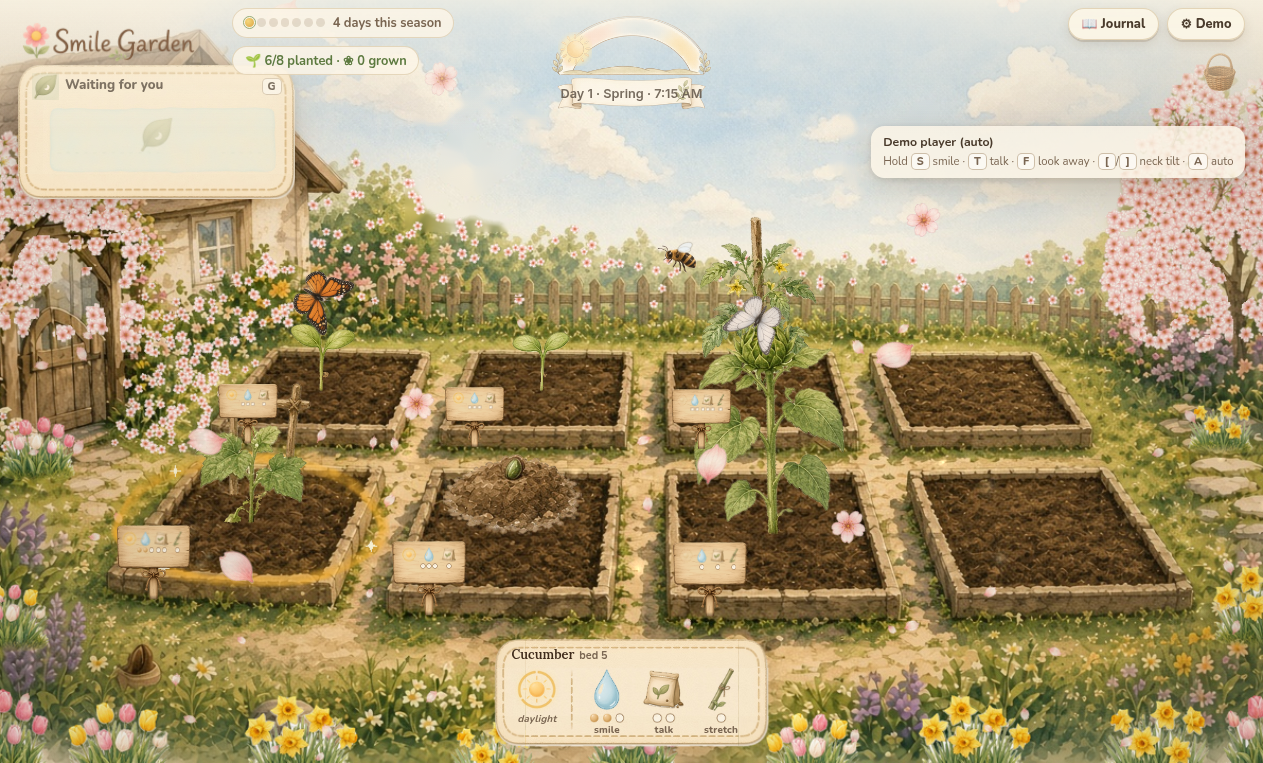 Smile Garden
4 days this season
6/8 planted · ❀ 0 grown
Waiting for you
G
Day 1 · Spring · 7:15 AM
📖 Journal
⚙ Demo
Demo player (auto)
Hold S smile · T talk · F look away · [ / ] neck tilt · A auto
Cucumber bed 5
daylight
smile
talk
stretch